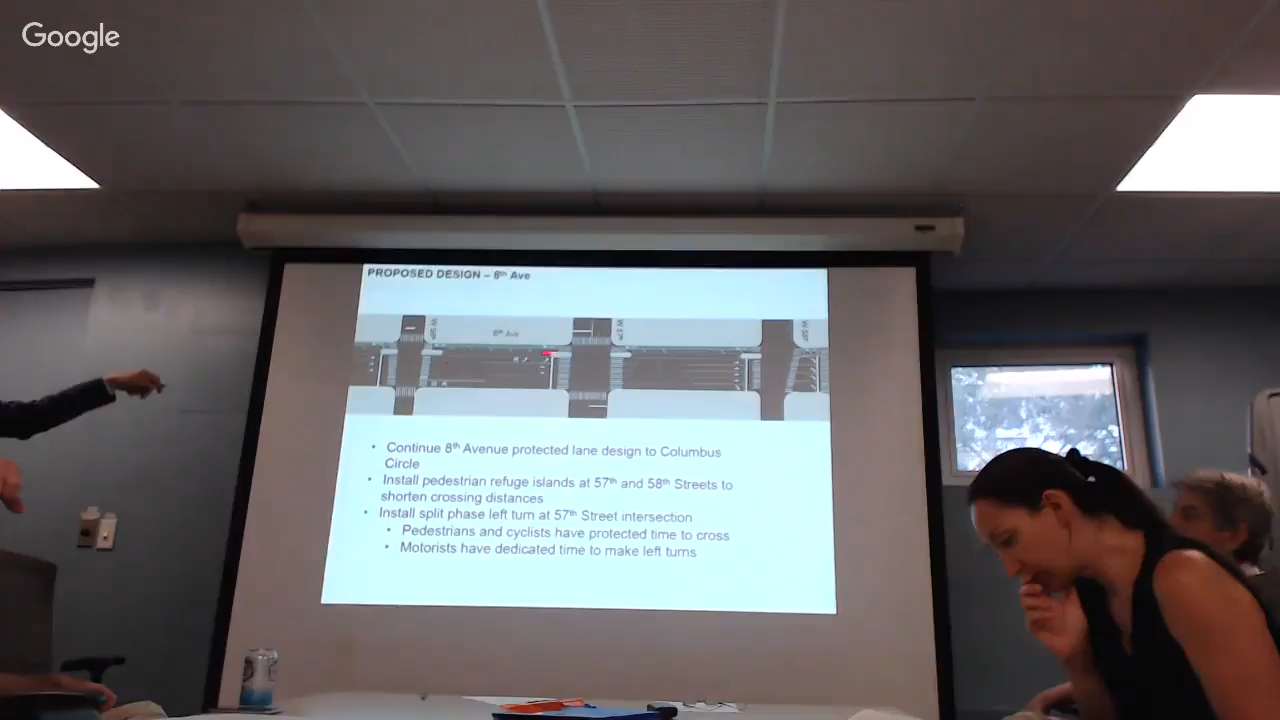 Google
PROPOSED DESIGN – 8th Ave
8th Ave
W 57th
• Continue 8th Avenue protected lane design to Columbus
Circle
• Install pedestrian refuge islands at 57th and 58th Streets to
shorten crossing distances
• Install split phase left turn at 57th Street intersection
• Pedestrians and cyclists have protected time to cross
• Motorists have dedicated time to make left turns